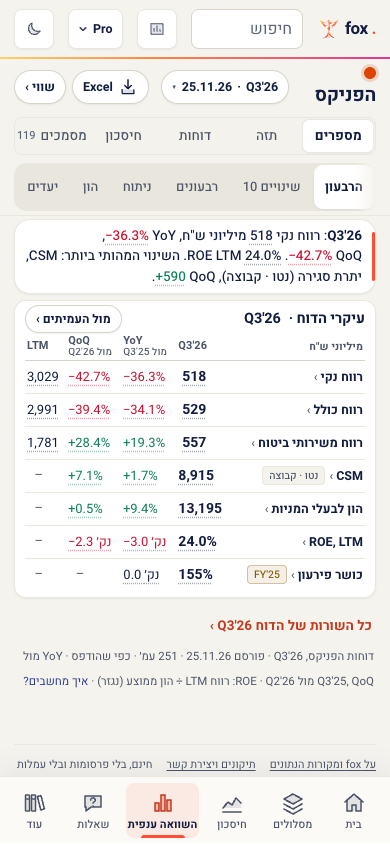 fox.
חיפוש
Pro
הפניקס
Q3'26 · 25.11.26
Excel
שווי ›
מספרים
תזה
דוחות
חיסכון
מסמכים 119
הרבעון
שינויים 10
רבעונים
ניתוח
הון
יעדים
Q3'26: רווח נקי 518 מיליוני ש"ח, YoY −36.3%,
QoQ −42.7%. ROE LTM 24.0%. השינוי המהותי ביותר: CSM,
יתרת סגירה (נטו · קבוצה), QoQ +590.
עיקרי הדוח · Q3'26
מול העמיתים ›
מיליוני ש"ח Q3'26 YoY QoQ LTM
מול Q3'25 מול Q2'26
רווח נקי › 518 −36.3% −42.7% 3,029
רווח כולל › 529 −34.1% −39.4% 2,991
רווח משירותי ביטוח › 557 +19.3% +28.4% 1,781
CSM › נטו · קבוצה 8,915 +1.7% +7.1% –
הון לבעלי המניות › 13,195 +9.4% +0.5% –
ROE, LTM › 24.0% −3.0 נק' −2.3 נק' –
כושר פירעון › FY'25 155% 0.0 נק' – –
כל השורות של הדוח Q3'26 ›
דוחות הפניקס, Q3'26 · פורסם 25.11.26 · 251 עמ' · כפי שהודפס · YoY מול
Q3'25, QoQ מול Q2'26 · ROE: רווח LTM ÷ הון ממוצע (נגזר) · איך מחשבים?
על fox ומקורות הנתונים
תיקונים ויצירת קשר
חינם, בלי פרסומות ובלי עמלות
בית
מסלולים
חיסכון
השוואה ענפית
שאלות
עוד